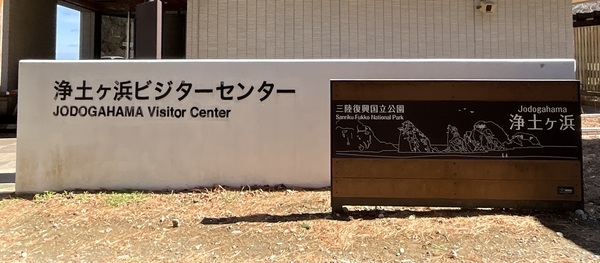 浄土ヶ浜ビジターセンター
JODOGAHAMA Visitor Center
三陸復興国立公園
Sanriku Fukko National Park
Jodogahama
浄土ヶ浜